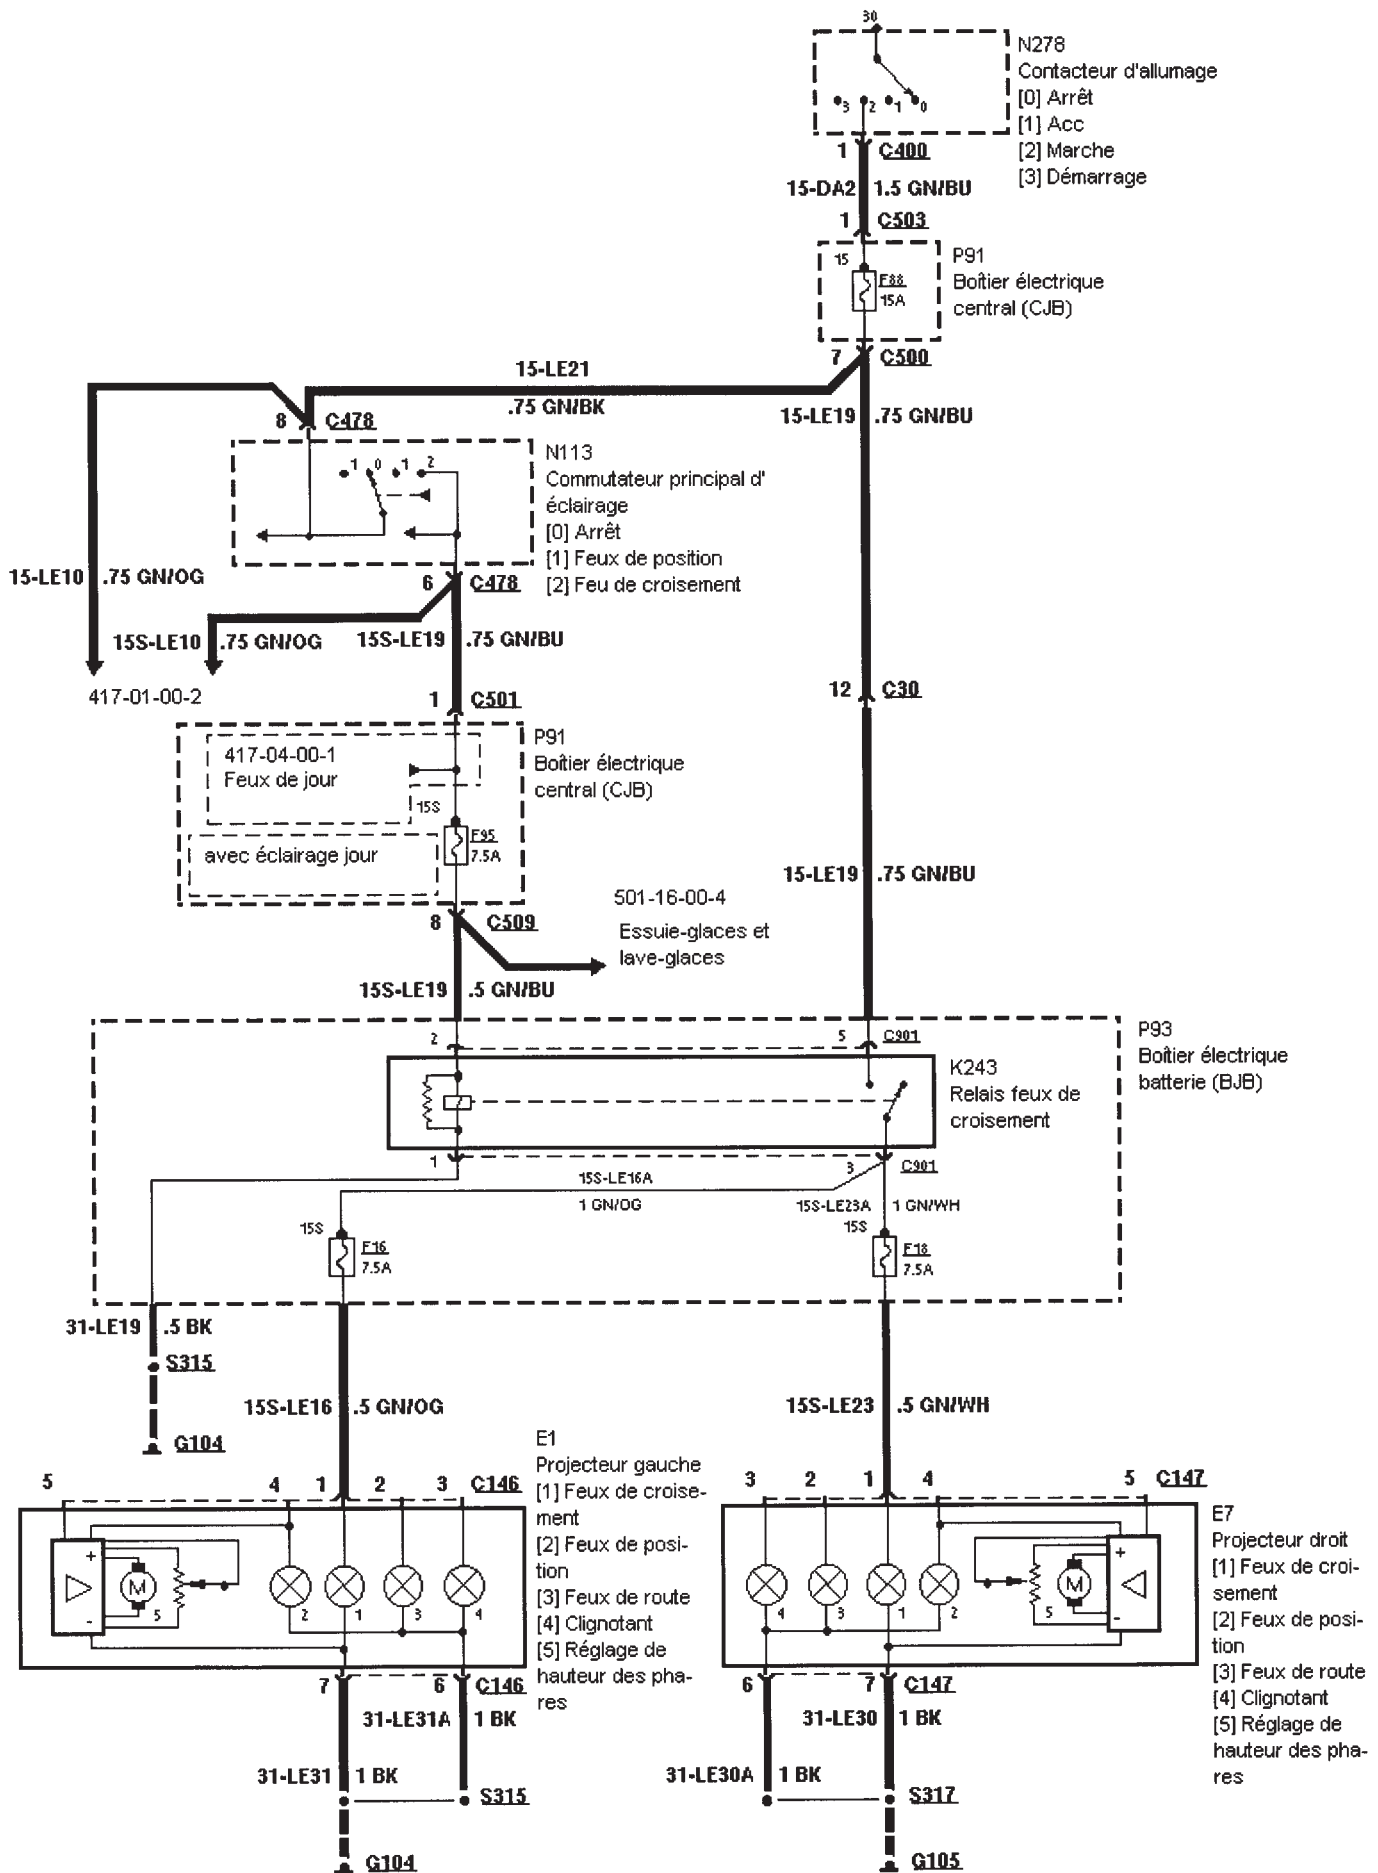 30
N278
Contacteur d'allumage
[0] Arrêt
[1] Acc
[2] Marche
[3] Démarrage
3 2 1 0
1 C400
15-DA2 1.5 GN/BU
1 C503
P91
Boîtier électrique
central (CJB)
15
F88
15A
7 C500
15-LE21
.75 GN/BK
15-LE19 .75 GN/BU
8 C478
N113
Commutateur principal d'
éclairage
[0] Arrêt
[1] Feux de position
[2] Feu de croisement
1 0 1 2
15-LE10 .75 GN/OG
6 C478
15S-LE10 .75 GN/OG
15S-LE19 .75 GN/BU
417-01-00-2
1 C501
12 C30
P91
Boîtier électrique
central (CJB)
417-04-00-1
Feux de jour
15S
F95
7.5A
avec éclairage jour
15-LE19 .75 GN/BU
501-16-00-4
Essuie-glaces et
lave-glaces
8 C509
15S-LE19 .5 GN/BU
P93
Boîtier électrique
batterie (BJB)
2 5 C901
K243
Relais feux de
croisement
1 3 C901
15S-LE16A
1 GN/OG
15S-LE23A 1 GN/WH
15S
F16
7.5A
15S
F18
7.5A
31-LE19 .5 BK
S315
G104
15S-LE16 .5 GN/OG
15S-LE23 .5 GN/WH
E1
Projecteur gauche
[1] Feux de croise-
ment
[2] Feux de posi-
tion
[3] Feux de route
[4] Clignotant
[5] Réglage de
hauteur des pha-
res
5 4 1 2 3 C146
+ M - 5 2 1 3 4
7 6 C146
31-LE31A 1 BK
31-LE31 1 BK
S315
G104
3 2 1 4 5 C147
E7
Projecteur droit
[1] Feux de croi-
sement
[2] Feux de posi-
tion
[3] Feux de route
[4] Clignotant
[5] Réglage de
hauteur des pha-
res
4 3 1 2 5 M + -
6 7 C147
31-LE30 1 BK
31-LE30A 1 BK
S317
G105